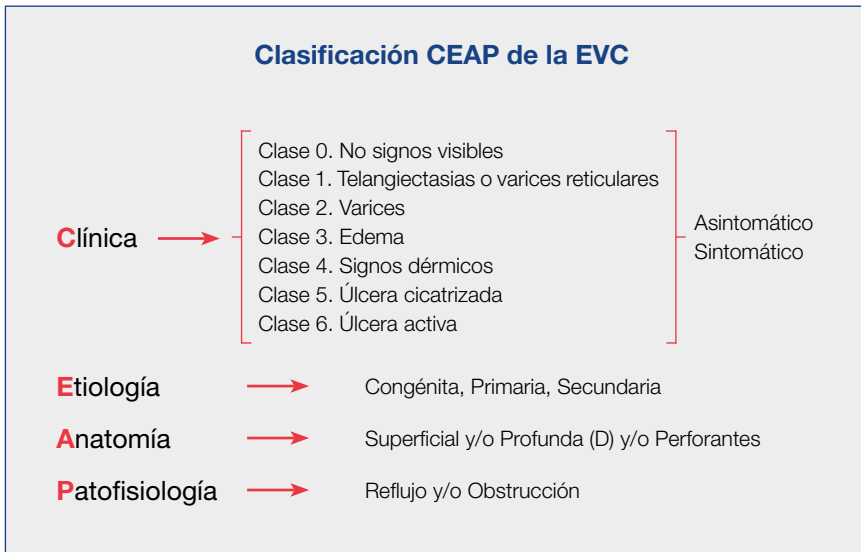 Clasificación CEAP de la EVC
Clínica
Clase 0. No signos visibles
Clase 1. Telangiectasias o varices reticulares
Clase 2. Varices
Clase 3. Edema
Clase 4. Signos dérmicos
Clase 5. Úlcera cicatrizada
Clase 6. Úlcera activa
Asintomático
Sintomático
Etiología
Congénita, Primaria, Secundaria
Anatomía
Superficial y/o Profunda (D) y/o Perforantes
Patofisiología
Reflujo y/o Obstrucción